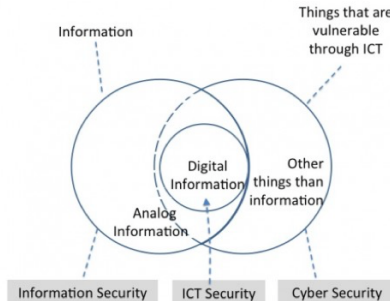 Things that are
vulnerable
through ICT
Information
Digital
Information
Other
things than
information
Analog
Information
Information Security
ICT Security
Cyber Security